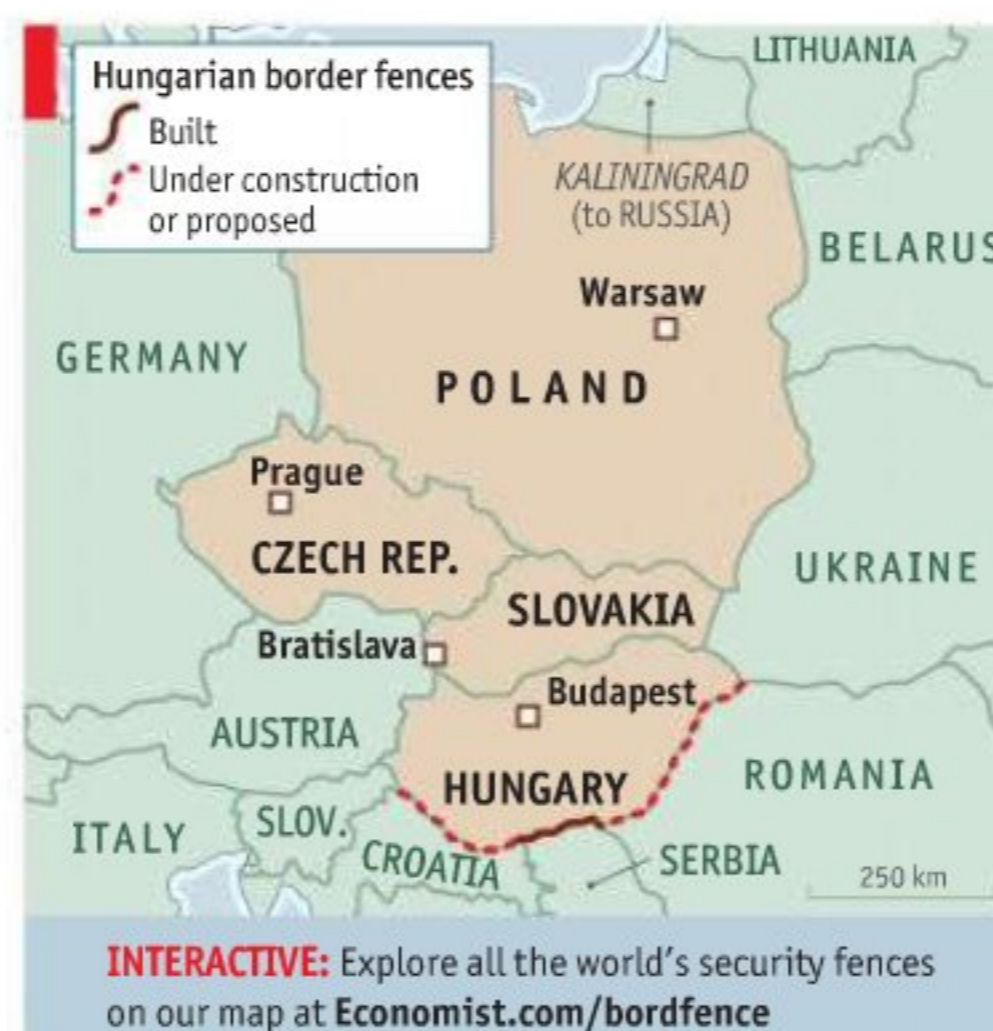 Hungarian border fences
Built
Under construction
or proposed
LITHUANIA
KALININGRAD
(to RUSSIA)
BELARUS
Warsaw
GERMANY
POLAND
Prague
CZECH REP.
UKRAINE
SLOVAKIA
Bratislava
Budapest
AUSTRIA
HUNGARY
ROMANIA
ITALY
SLOV.
CROATIA
SERBIA
250 km
INTERACTIVE: Explore all the world's security fences
on our map at Economist.com/bordfence